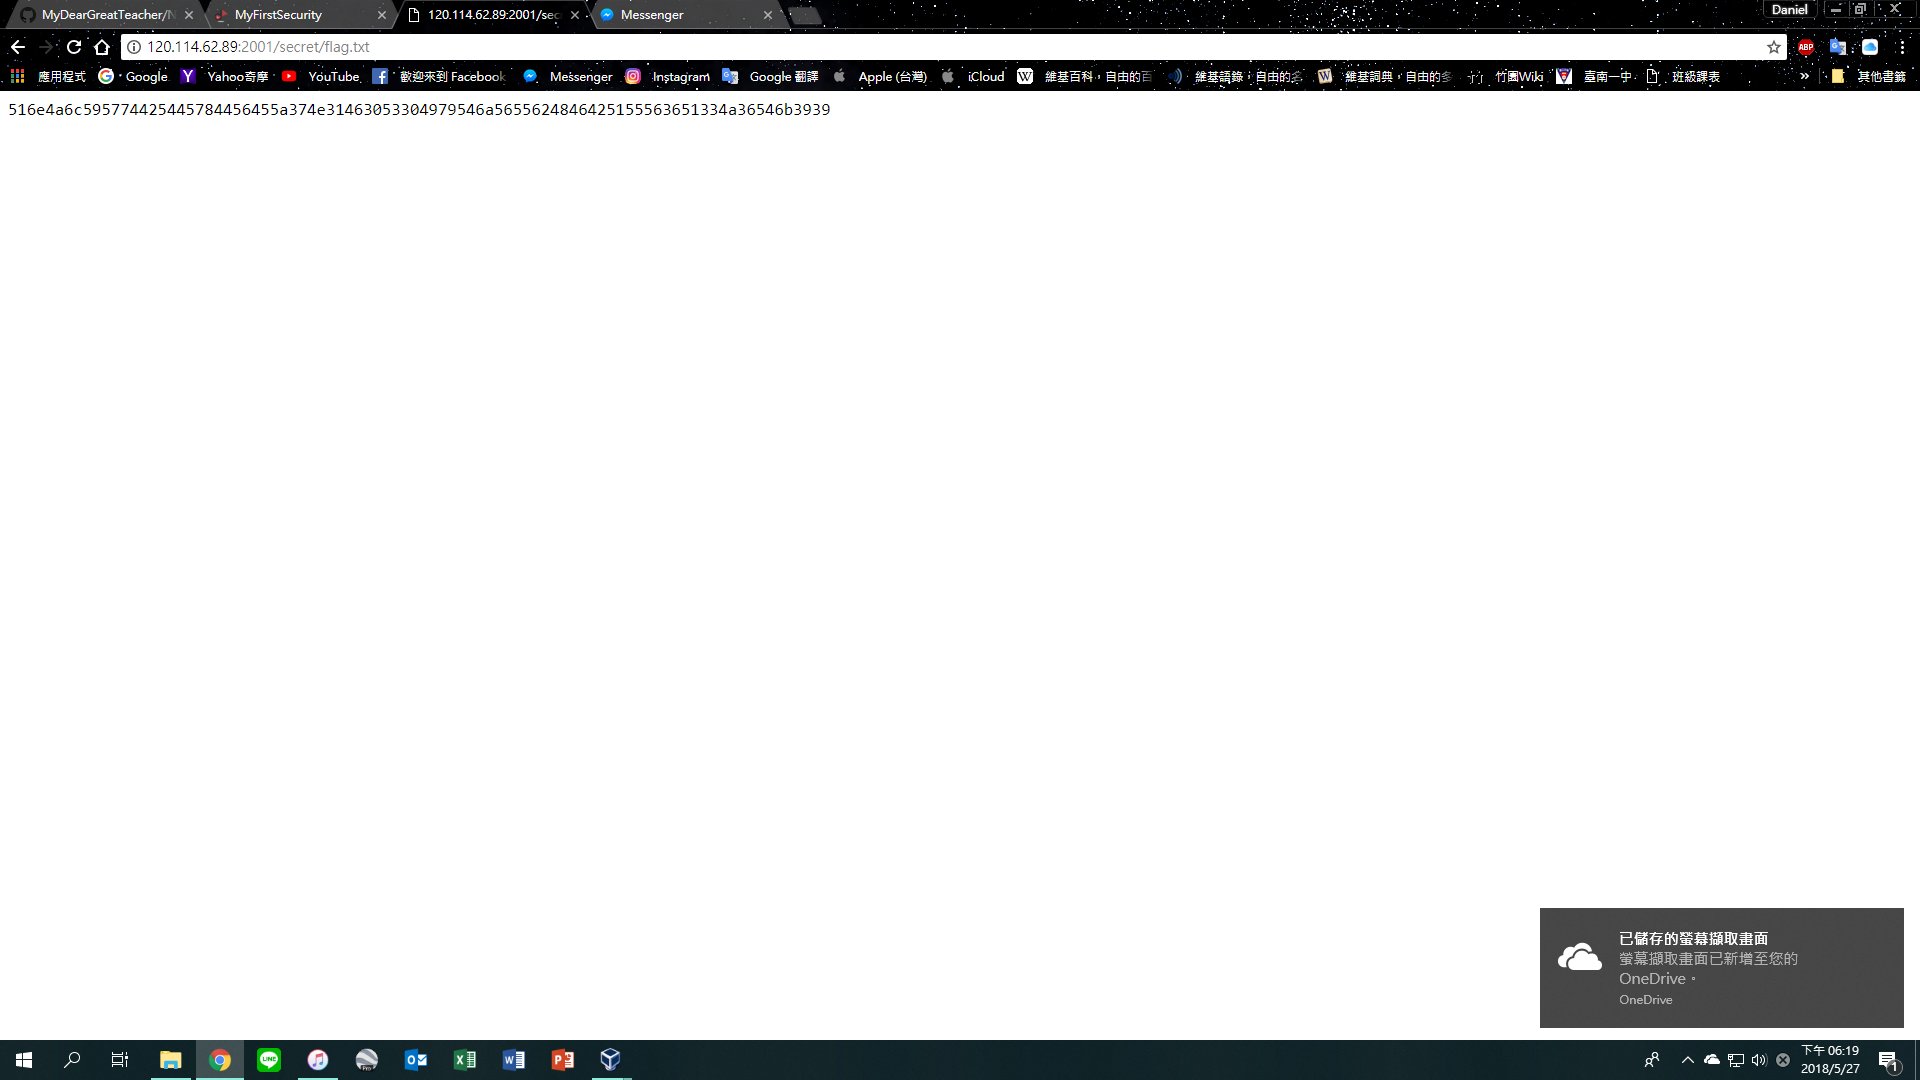 MyDearGreatTeacher/N
MyFirstSecurity
120.114.62.89:2001/sec
Messenger
Daniel
120.114.62.89:2001/secret/flag.txt
ABP
應用程式
Google
Yahoo奇摩
YouTube
歡迎來到 Facebook
Messenger
Instagram
Google 翻譯
Apple (台灣)
iCloud
維基百科，自由的百
維基語錄，自由的名
維基詞典，自由的多
竹園Wiki
臺南一中
班級課表
»
其他書籤
516e4a6c595774425445784456455a374e31463053304979546a5655624846425155563651334a36546b3939
已儲存的螢幕擷取畫面
螢幕擷取畫面已新增至您的
OneDrive。
OneDrive
下午 06:19
2018/5/27
1